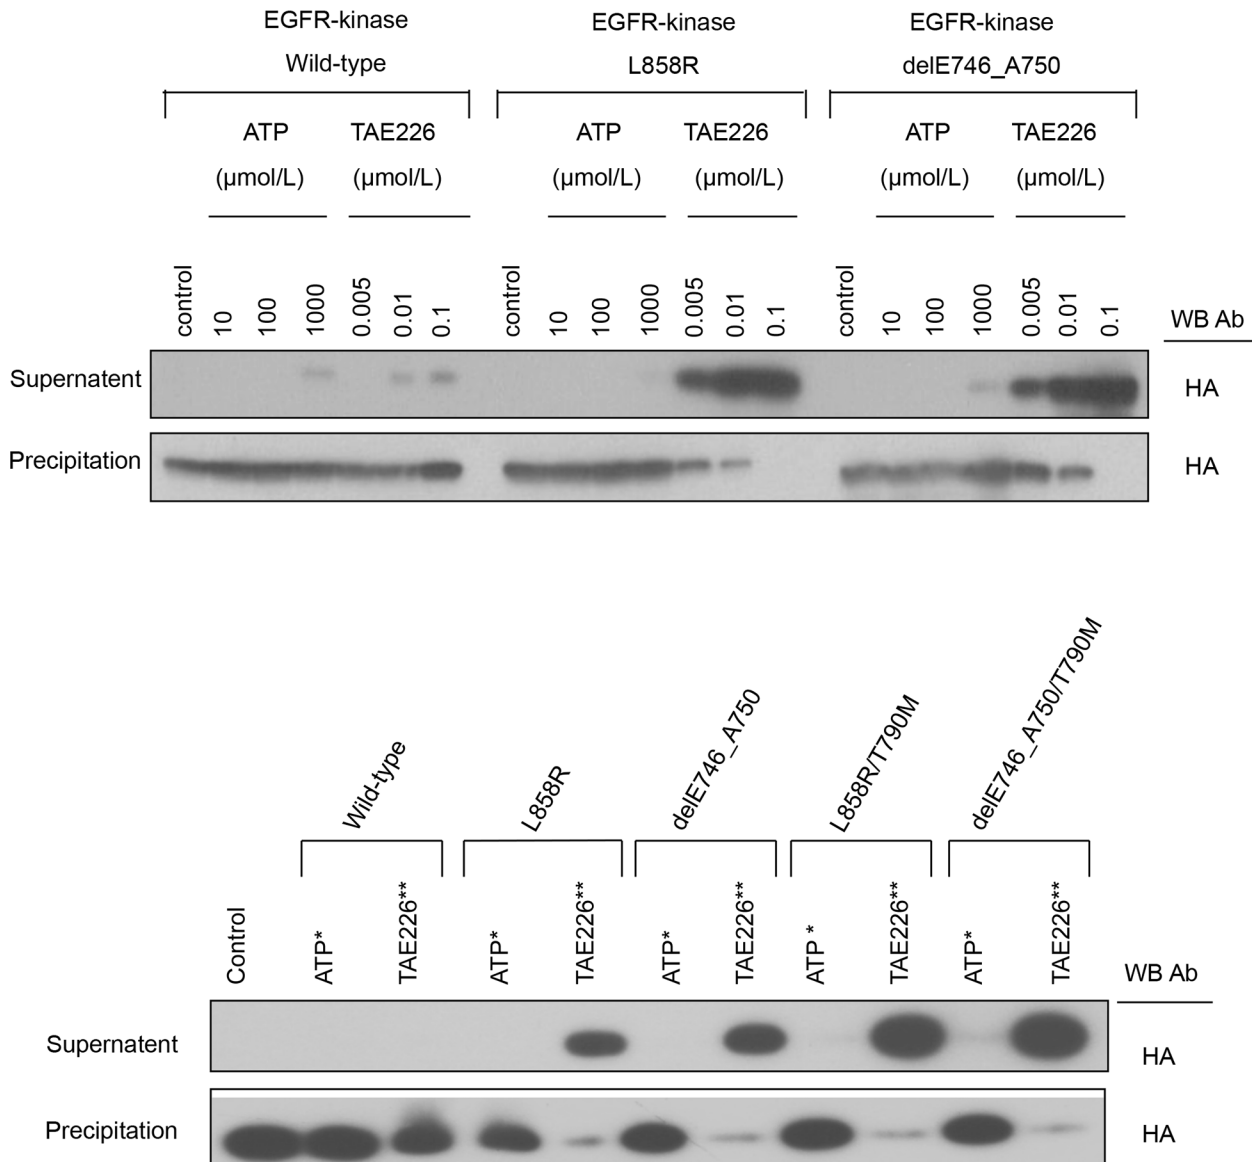 EGFR-kinase EGFR-kinase EGFR-kinase
Wild-type L858R delE746_A750
ATP TAE226 ATP TAE226 ATP TAE226
(µmol/L) (µmol/L) (µmol/L) (µmol/L) (µmol/L) (µmol/L)
control 10 100 1000 0.005 0.01 0.1 control 10 100 1000 0.005 0.01 0.1 control 10 100 1000 0.005 0.01 0.1 WB Ab
Supernatent HA
Precipitation HA
Wild-type L858R delE746_A750 L858R/T790M delE746_A750/T790M
Control ATP* TAE226** ATP* TAE226** ATP* TAE226** ATP * TAE226** ATP* TAE226** WB Ab
Supernatent HA
Precipitation HA